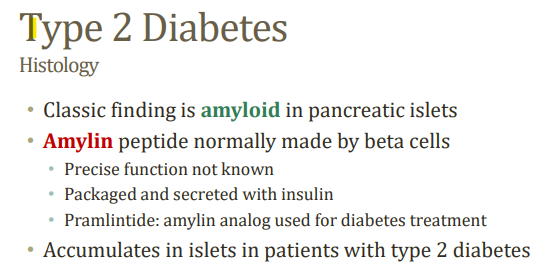 Type 2 Diabetes
Histology
• Classic finding is amyloid in pancreatic islets
• Amylin peptide normally made by beta cells
• Precise function not known
• Packaged and secreted with insulin
• Pramlintide: amylin analog used for diabetes treatment
• Accumulates in islets in patients with type 2 diabetes